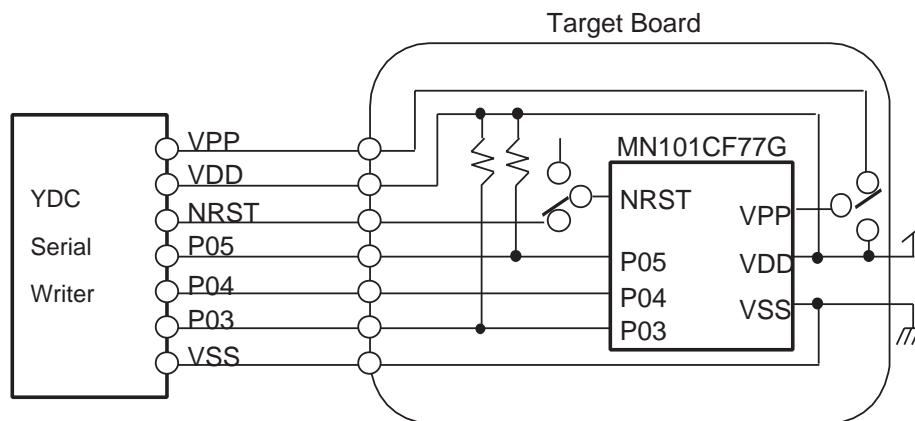 Target Board
YDC
Serial
Writer
VPP
VDD
NRST
P05
P04
P03
VSS
MN101CF77G
NRST
P05
P04
P03
VPP
VDD
VSS